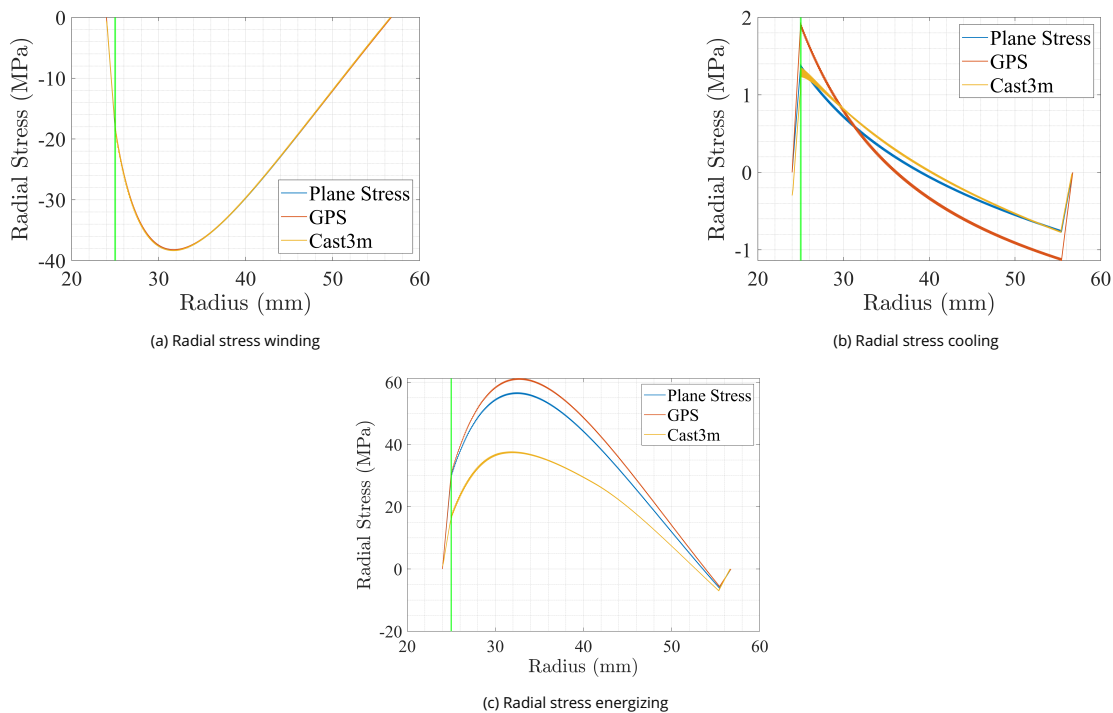 0
-10
-20
-30
-40
20
30
40
50
60
Radius (mm)
Radial Stress (MPa)
Plane Stress
GPS
Cast3m
(a) Radial stress winding
2
1
0
-1
20
30
40
50
60
Radius (mm)
Radial Stress (MPa)
Plane Stress
GPS
Cast3m
(b) Radial stress cooling
60
40
20
0
-20
20
30
40
50
60
Radius (mm)
Radial Stress (MPa)
Plane Stress
GPS
Cast3m
(c) Radial stress energizing